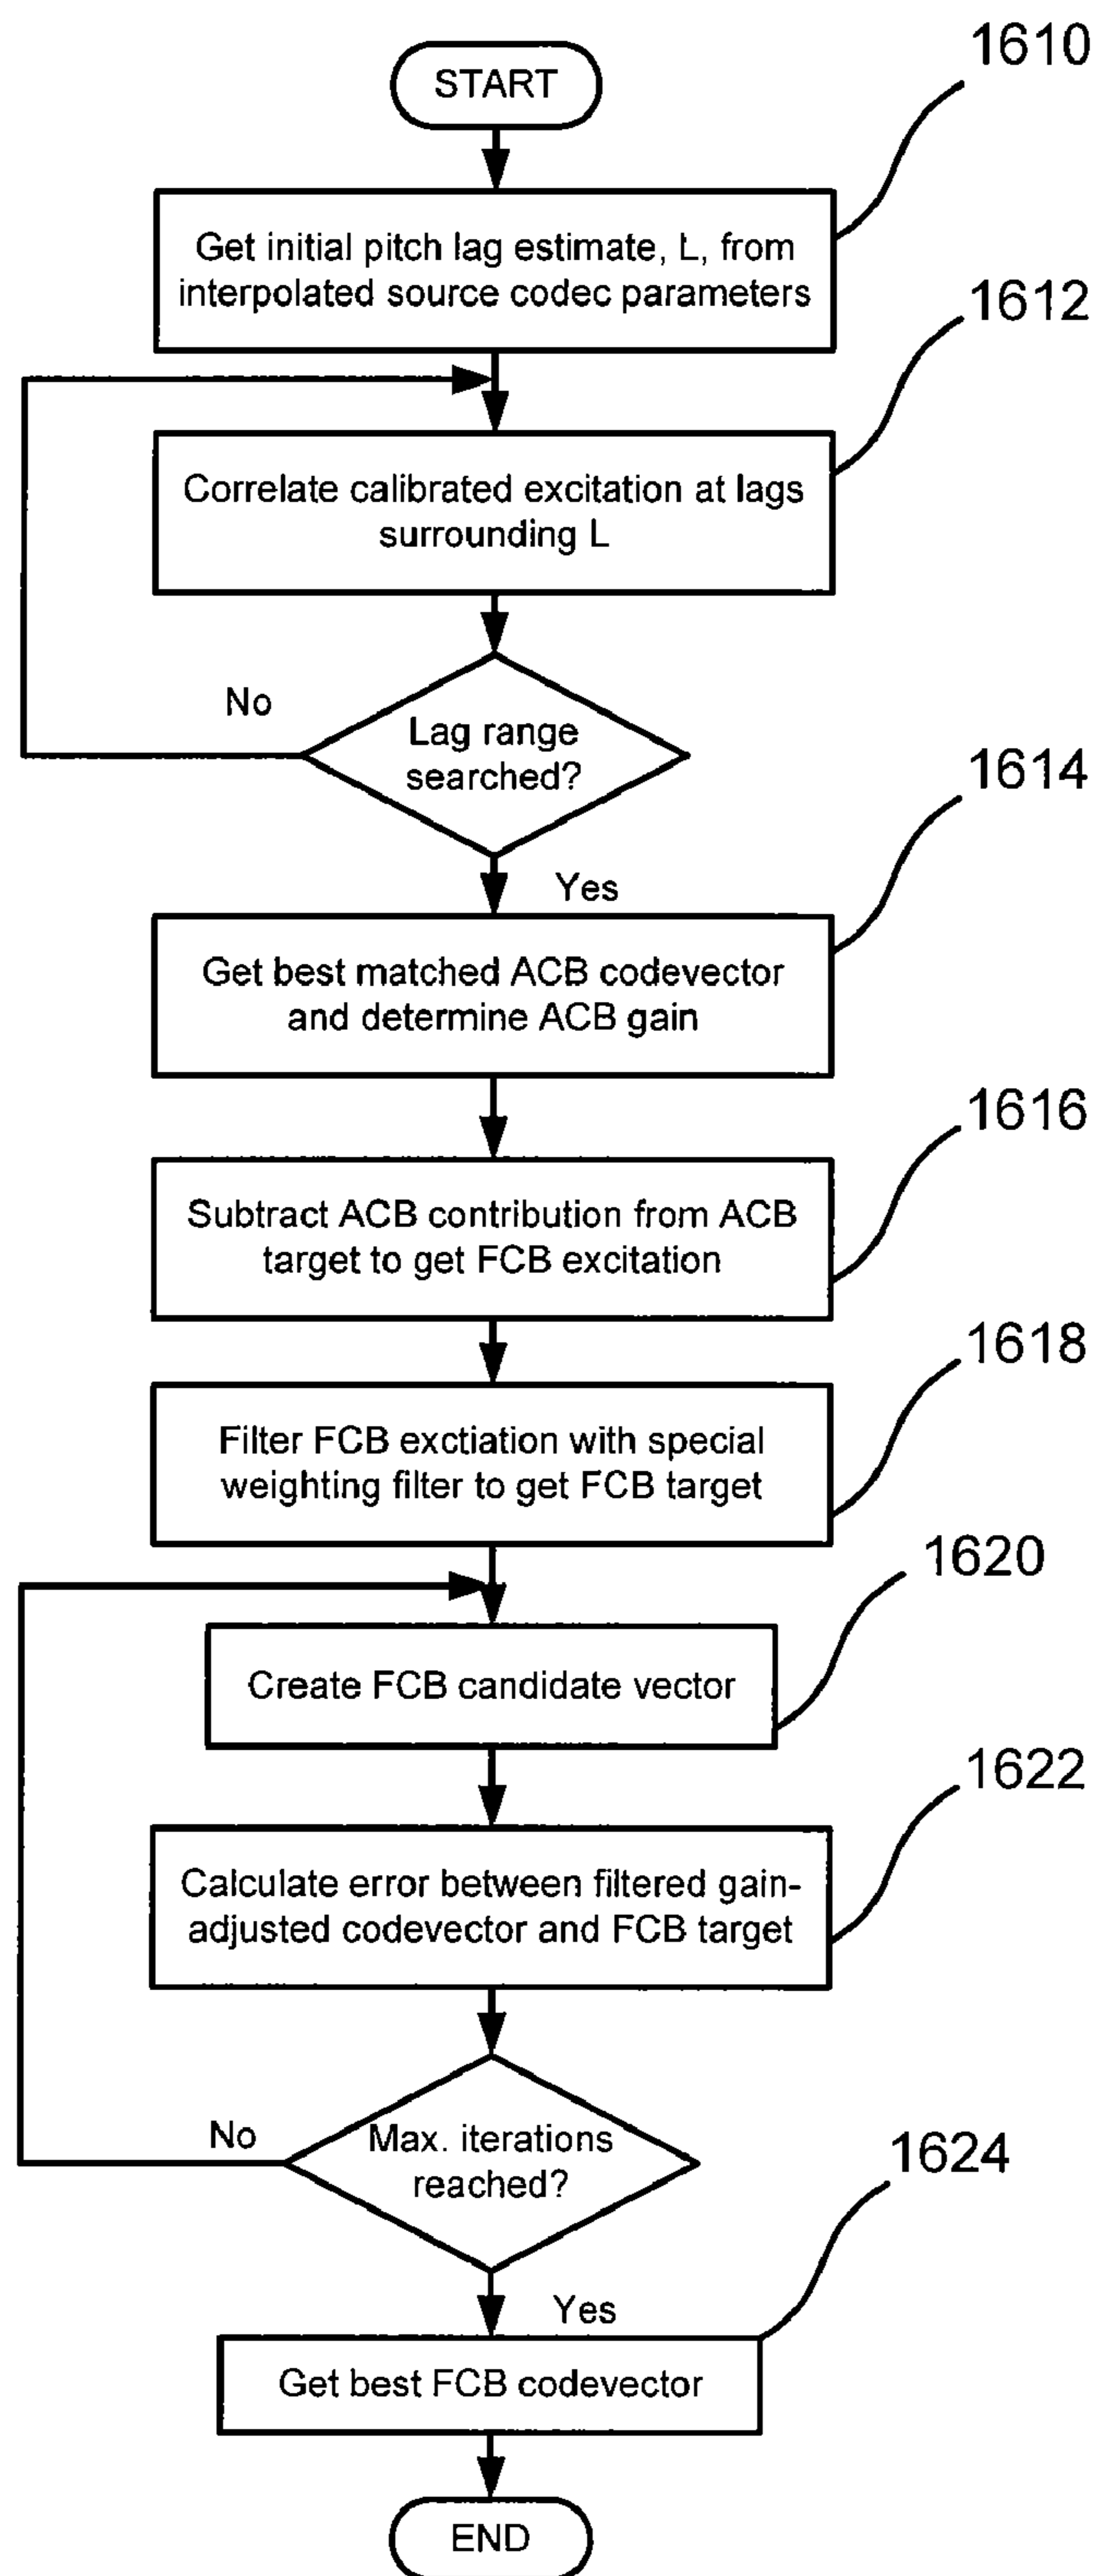 START
1610
Get initial pitch lag estimate, L, from
interpolated source codec parameters
1612
Correlate calibrated excitation at lags
surrounding L
No
Lag range
searched?
1614
Yes
Get best matched ACB codevector
and determine ACB gain
1616
Subtract ACB contribution from ACB
target to get FCB excitation
1618
Filter FCB exctiation with special
weighting filter to get FCB target
1620
Create FCB candidate vector
1622
Calculate error between filtered gain-
adjusted codevector and FCB target
No
Max. iterations
reached?
1624
Yes
Get best FCB codevector
END